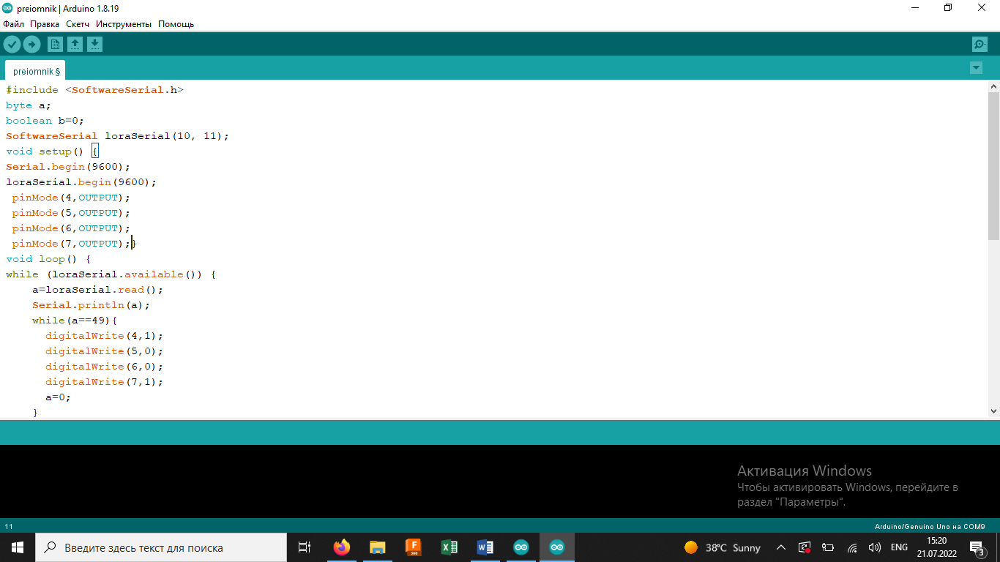 preiomnik | Arduino 1.8.19
Файл Правка Скетч Инструменты Помощь
preiomnik §
#include <SoftwareSerial.h>
byte a;
boolean b=0;
SoftwareSerial loraSerial(10, 11);
void setup() {
Serial.begin(9600);
loraSerial.begin(9600);
pinMode(4,OUTPUT);
pinMode(5,OUTPUT);
pinMode(6,OUTPUT);
pinMode(7,OUTPUT);}
void loop() {
while (loraSerial.available()) {
a=loraSerial.read();
Serial.println(a);
while(a==49){
digitalWrite(4,1);
digitalWrite(5,0);
digitalWrite(6,0);
digitalWrite(7,1);
a=0;
}
Активация Windows
Чтобы активировать Windows, перейдите в
раздел "Параметры".
11 Arduino/Genuino Uno на COM9
Введите здесь текст для поиска
F
360
38°C Sunny
ENG
15:20
21.07.2022
3